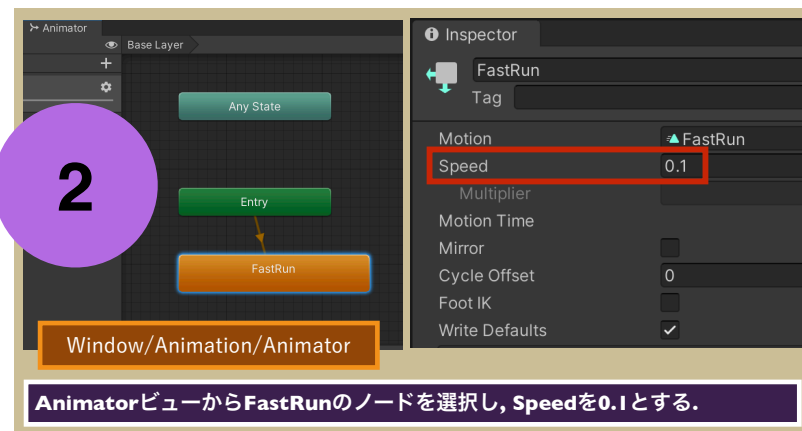 Animator
Base Layer
Any State
Entry
FastRun
2
Window/Animation/Animator
Inspector
FastRun
Tag
Motion
FastRun
Speed
0.1
Multiplier
Motion Time
Mirror
Cycle Offset
0
Foot IK
Write Defaults
AnimatorビューからFastRunのノードを選択し, Speedを0.1とする.